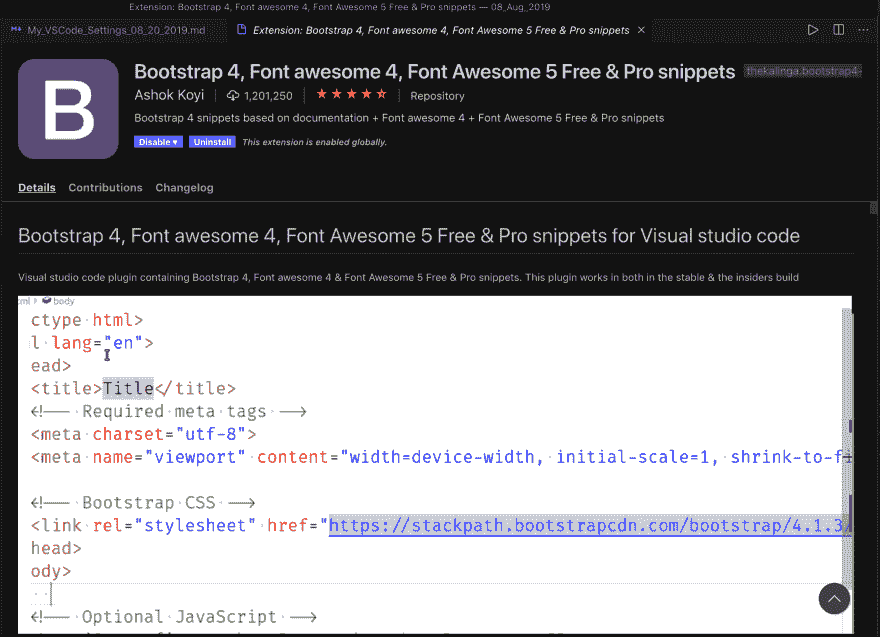 Extension: Bootstrap 4, Font awesome 4, Font Awesome 5 Free & Pro snippets — 08_Aug_2019
My_VSCode_Settings_08_20_2019.md
Extension: Bootstrap 4, Font awesome 4, Font Awesome 5 Free & Pro snippets ×
B
Bootstrap 4, Font awesome 4, Font Awesome 5 Free & Pro snippets thekalinga.bootstrap4-
Ashok Koyi 1,201,250 Repository
Bootstrap 4 snippets based on documentation + Font awesome 4 + Font Awesome 5 Free & Pro snippets
Disable ▾ Uninstall This extension is enabled globally.
Details Contributions Changelog
Bootstrap 4, Font awesome 4, Font Awesome 5 Free & Pro snippets for Visual studio code
Visual studio code plugin containing Bootstrap 4, Font awesome 4 & Font Awesome 5 Free & Pro snippets. This plugin works in both in the stable & the insiders build
ml body
ctype html>
l lang="en">
ead>
<title>Title</title>
<!-- Required meta tags -->
<meta charset="utf-8">
<meta name="viewport" content="width=device-width, initial-scale=1, shrink-to-fi
<!-- Bootstrap CSS -->
<link rel="stylesheet" href="https://stackpath.bootstrapcdn.com/bootstrap/4.1.3/
head>
ody>
<!-- Optional JavaScript -->